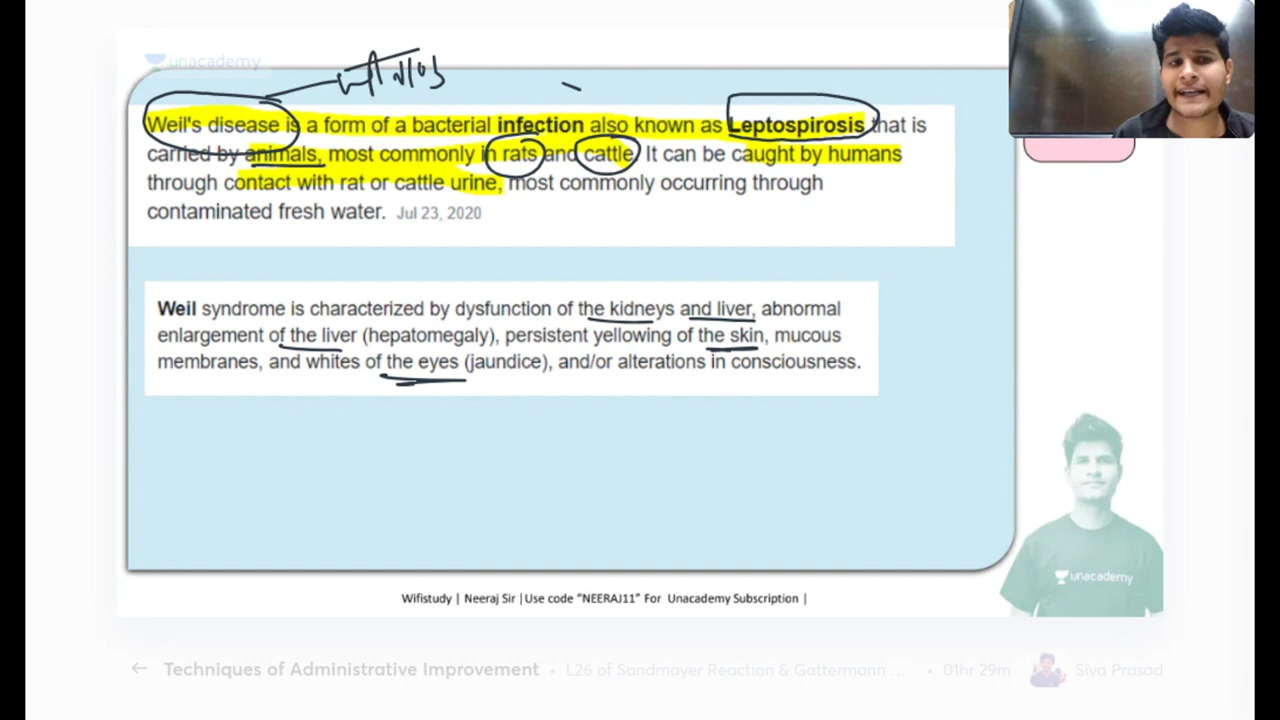 unacademy
Weil's disease is a form of a bacterial infection also known as Leptospirosis that is
carried by animals, most commonly in rats and cattle. It can be caught by humans
through contact with rat or cattle urine, most commonly occurring through
contaminated fresh water. Jul 23, 2020
Weil syndrome is characterized by dysfunction of the kidneys and liver, abnormal
enlargement of the liver (hepatomegaly), persistent yellowing of the skin, mucous
membranes, and whites of the eyes (jaundice), and/or alterations in consciousness.
unacademy
Wifistudy | Neeraj Sir |Use code “NEERAJ11” For Unacademy Subscription |
← Techniques of Administrative Improvement • L26 of Sandmayer Reaction & Gattermann ... • 01hr 29m Siva Prasad